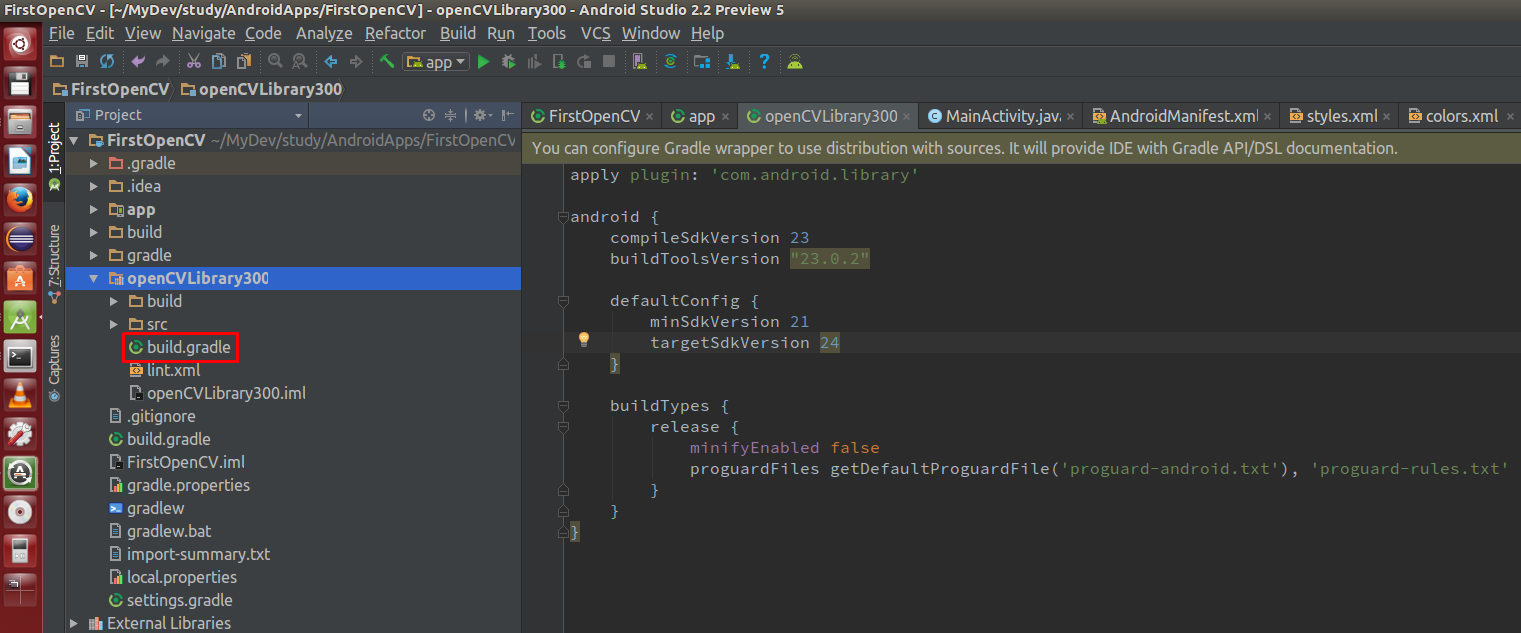 FirstOpenCV - [~/MyDev/study/AndroidApps/FirstOpenCV] - openCVLibrary300 - Android Studio 2.2 Preview 5
File Edit View Navigate Code Analyze Refactor Build Run Tools VCS Window Help
app
FirstOpenCV openCVLibrary300
1: Project
7: Structure
Captures
Project
FirstOpenCV ~/MyDev/study/AndroidApps/FirstOpenCV
.gradle
.idea
app
build
gradle
openCVLibrary300
build
src
build.gradle
lint.xml
openCVLibrary300.iml
.gitignore
build.gradle
FirstOpenCV.iml
gradle.properties
gradlew
gradlew.bat
import-summary.txt
local.properties
settings.gradle
External Libraries
FirstOpenCV app openCVLibrary300 MainActivity.java AndroidManifest.xml styles.xml colors.xml
You can configure Gradle wrapper to use distribution with sources. It will provide IDE with Gradle API/DSL documentation.
apply plugin: 'com.android.library'
android {
compileSdkVersion 23
buildToolsVersion "23.0.2"
defaultConfig {
minSdkVersion 21
targetSdkVersion 24
}
buildTypes {
release {
minifyEnabled false
proguardFiles getDefaultProguardFile('proguard-android.txt'), 'proguard-rules.txt'
}
}
}